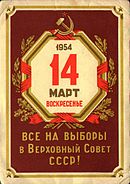 1954
14
МАРТ
ВОСКРЕСЕНЬЕ
ВСЕ НА ВЫБОРЫ
В ВЕРХОВНЫЙ СОВЕТ
СССР!